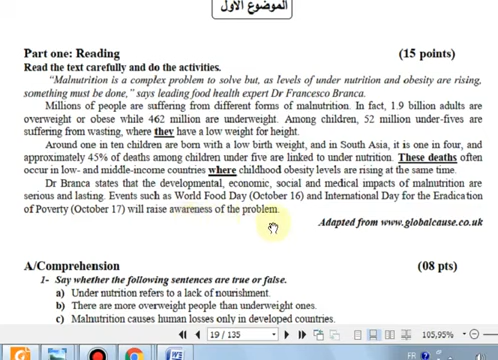 الموضوع الأول
Part one: Reading (15 points)
Read the text carefully and do the activities.
"Malnutrition is a complex problem to solve but, as levels of under nutrition and obesity are rising,
something must be done," says leading food health expert Dr Francesco Branca.
Millions of people are suffering from different forms of malnutrition. In fact, 1.9 billion adults are
overweight or obese while 462 million are underweight. Among children, 52 million under-fives are
suffering from wasting, where they have a low weight for height.
Around one in ten children are born with a low birth weight, and in South Asia, it is one in four,
and approximately 45% of deaths among children under five are linked to under nutrition. These deaths often
occur in low- and middle-income countries where childhood obesity levels are rising at the same time.
Dr Branca states that the developmental, economic, social and medical impacts of malnutrition are
serious and lasting. Events such as World Food Day (October 16) and International Day for the Eradication
of Poverty (October 17) will raise awareness of the problem.
Adapted from www.globalcause.co.uk
A/Comprehension (08 pts)
1- Say whether the following sentences are true or false.
a) Under nutrition refers to a lack of nourishment.
b) There are more overweight people than underweight ones.
c) Malnutrition causes human losses only in developed countries.
19 / 135 105,95%
FR